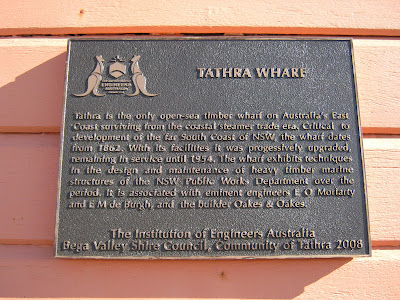 ENGINEERS
AUSTRALIA
TATHRA WHARF
Tathra is the only open-sea timber wharf on Australia's East
Coast surviving from the coastal steamer trade era. Critical to
development of the far South Coast of NSW, the wharf dates
from 1862. With its facilities it was progessively upgraded,
remaining in service until 1954. The wharf exhibits techniques
in the design and maintenance of heavy timber marine
structures of the NSW Public Works Department over the
period. It is associated with eminent engineers E O Moriarty
and E M de Burgh, and the builder Oakes & Oakes.
The Institution of Engineers Australia
Bega Valley Shire Council, Community of Tathra 2008